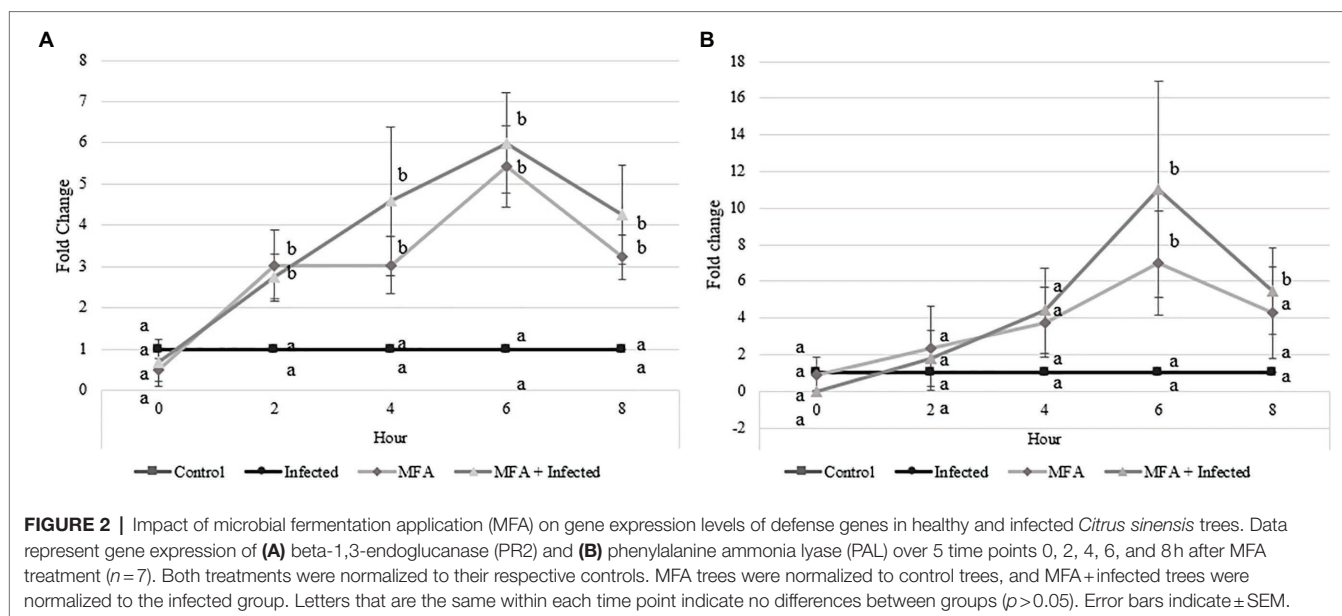 A
8
7
6
5
4
3
2
1
0
Fold Change
a
a
a
a
b
b
a
a
b
b
a
a
b
b
a
a
b
b
a
a
0 2 4 6 8
Hour
Control Infected MFA MFA + Infected
B
18
16
14
12
10
8
6
4
2
0
-2
Fold change
a
a
a
a
a
a
a
a
a
a
a
a
b
b
a
a
b
a
a
a
0 2 4 6 8
Hour
Control Infected MFA MFA + Infected
FIGURE 2 | Impact of microbial fermentation application (MFA) on gene expression levels of defense genes in healthy and infected Citrus sinensis trees. Data
represent gene expression of (A) beta-1,3-endoglucanase (PR2) and (B) phenylalanine ammonia lyase (PAL) over 5 time points 0, 2, 4, 6, and 8 h after MFA
treatment (n = 7). Both treatments were normalized to their respective controls. MFA trees were normalized to control trees, and MFA + infected trees were
normalized to the infected group. Letters that are the same within each time point indicate no differences between groups (p > 0.05). Error bars indicate ± SEM.